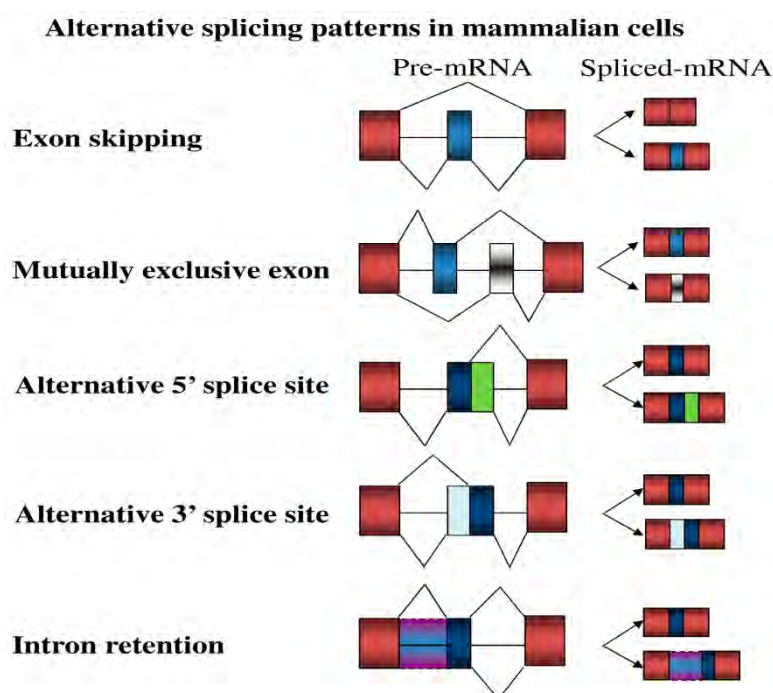 Alternative splicing patterns in mammalian cells
Pre-mRNA Spliced-mRNA
Exon skipping
Mutually exclusive exon
Alternative 5’ splice site
Alternative 3’ splice site
Intron retention